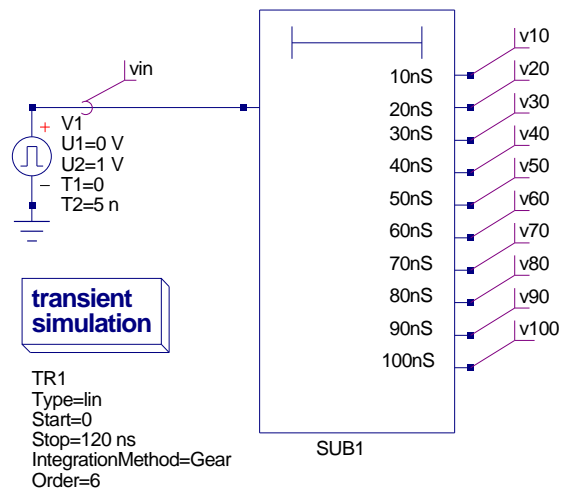 vin
+
V1
U1=0 V
U2=1 V
−
T1=0
T2=5 n
10nS
20nS
30nS
40nS
50nS
60nS
70nS
80nS
90nS
100nS
v10
v20
v30
v40
v50
v60
v70
v80
v90
v100
SUB1
transient
simulation
TR1
Type=lin
Start=0
Stop=120 ns
IntegrationMethod=Gear
Order=6